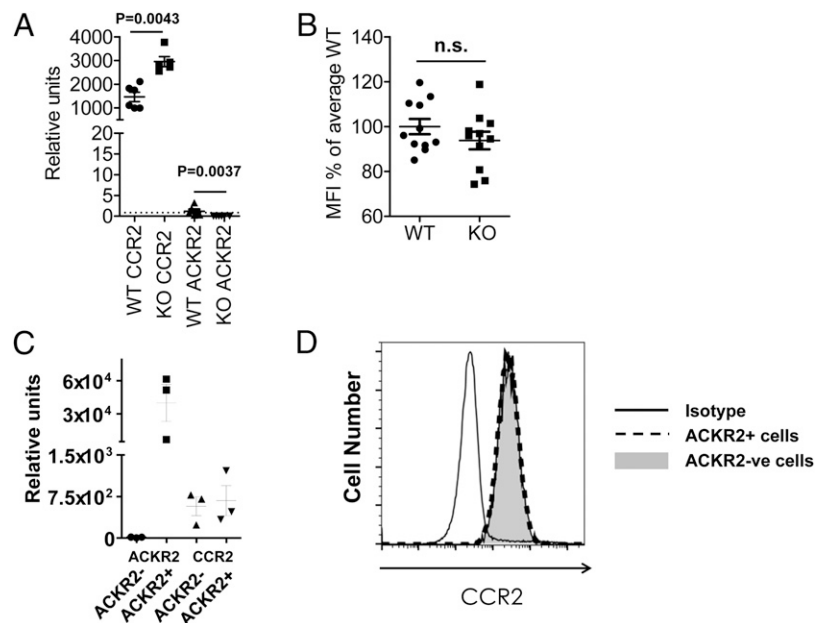 A
P=0.0043
Relative units
4000
3000
2000
1000
20
15
10
5
0
P=0.0037
WT CCR2
KO CCR2
WT ACKR2
KO ACKR2
B
n.s.
MFI % of average WT
140
120
100
80
60
WT
KO
C
Relative units
6x10⁴
3x10⁴
1.5x10³
7.5x10²
0
ACKR2 CCR2
ACKR2-
ACKR2+
ACKR2-
ACKR2+
D
Cell Number
CCR2
Isotype
ACKR2+ cells
ACKR2-ve cells